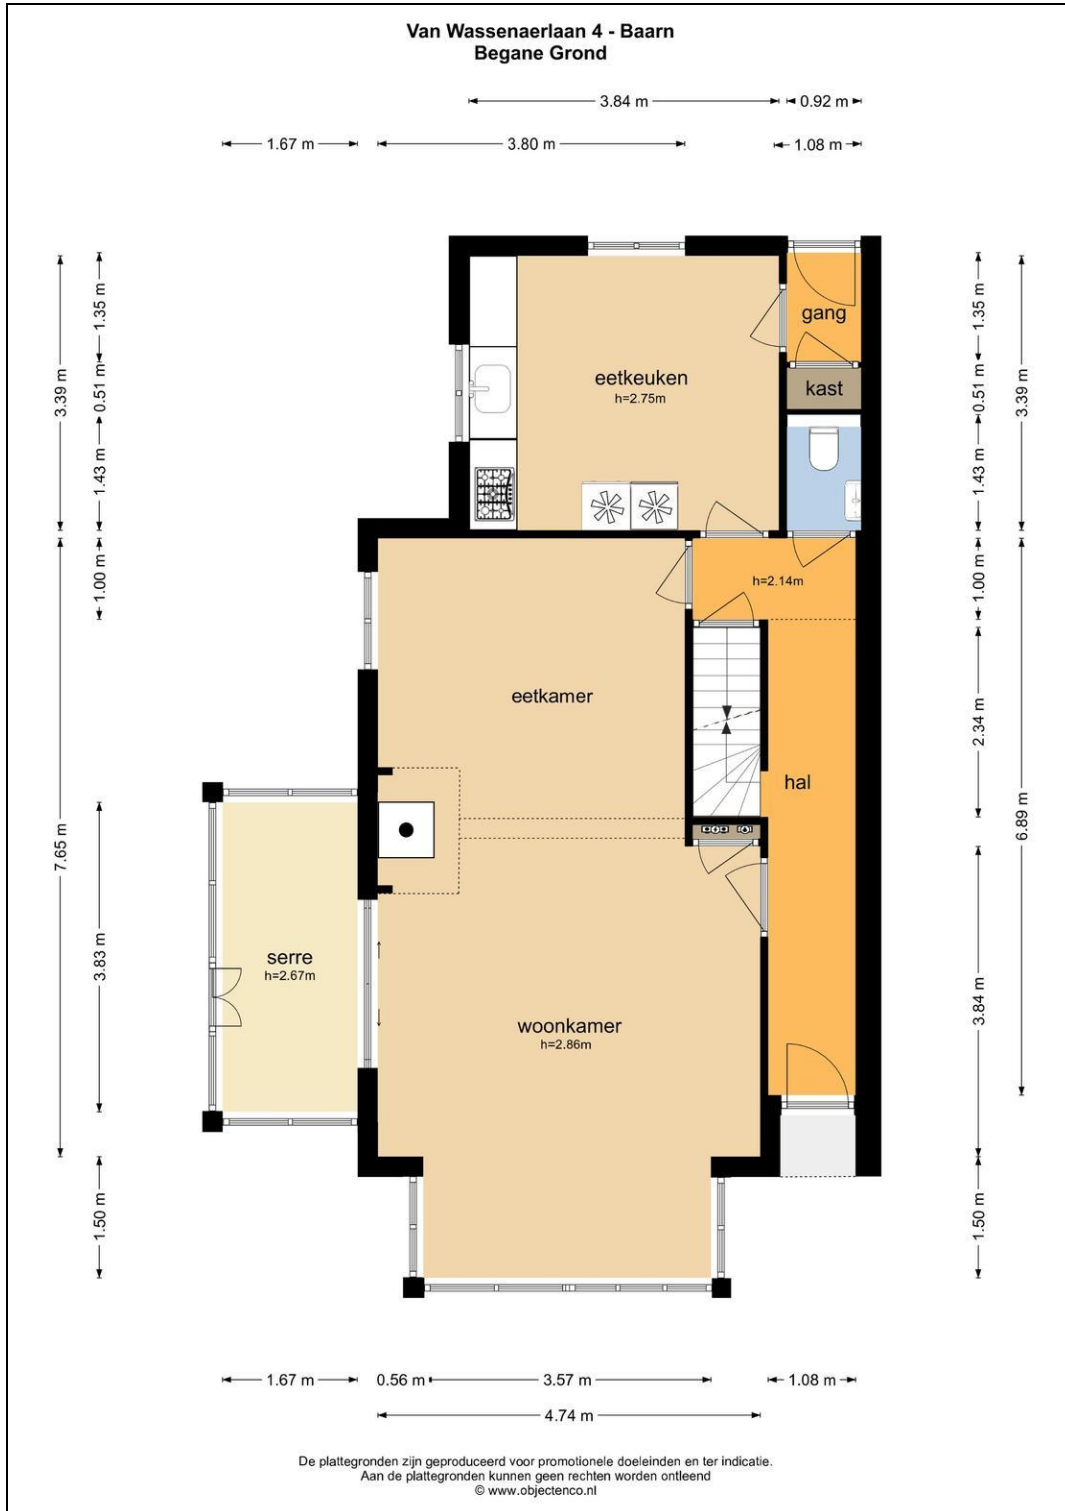 Van Wassenaerlaan 4 - Baarn
Begane Grond
3.84 m
0.92 m
1.67 m
3.80 m
1.08 m
3.39 m
1.35 m
0.51 m
1.43 m
1.00 m
7.65 m
3.83 m
1.50 m
gang
eetkeuken
h=2.75m
kast
h=2.14m
eetkamer
hal
serre
h=2.67m
woonkamer
h=2.86m
1.35 m
0.51 m
1.43 m
1.00 m
2.34 m
3.84 m
1.50 m
3.39 m
6.89 m
1.67 m
0.56 m
3.57 m
1.08 m
4.74 m
De plattegronden zijn geproduceerd voor promotionele doeleinden en ter indicatie.
Aan de plattegronden kunnen geen rechten worden ontleend
© www.objectenco.nl